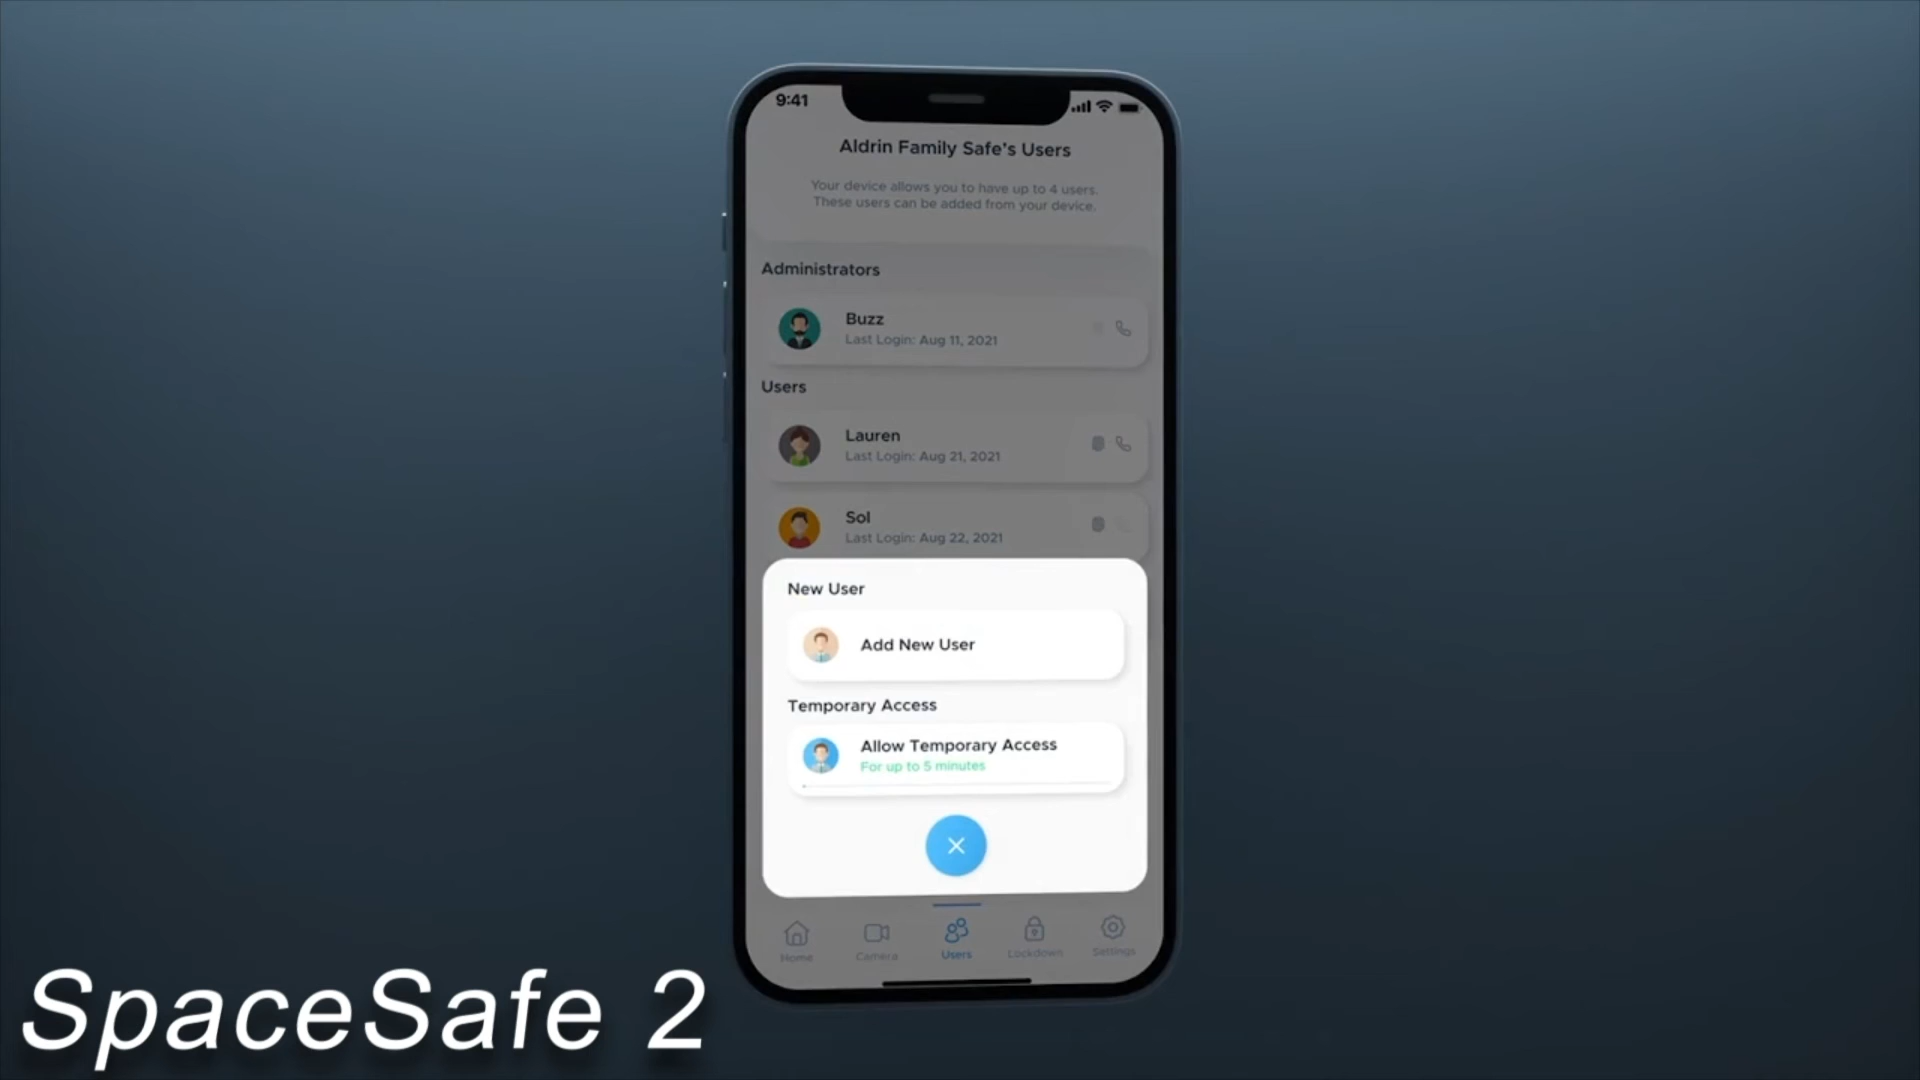 9:41
Aldrin Family Safe's Users
Your device allows you to have up to 4 users.
These users can be added from your device.
Administrators
Buzz
Last Login: Aug 11, 2021
Users
Lauren
Last Login: Aug 21, 2021
Sol
Last Login: Aug 22, 2021
New User
Add New User
Temporary Access
Allow Temporary Access
For up to 5 minutes
Home
Camera
Users
Lockdown
Settings
SpaceSafe 2